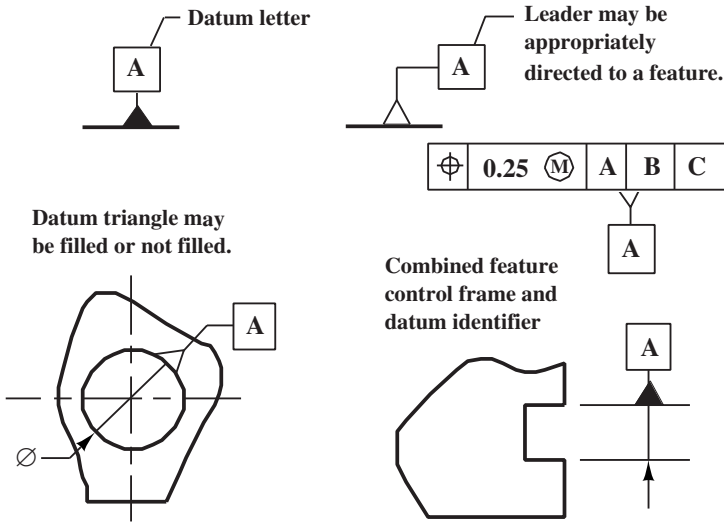 Datum letter
A
Leader may be
appropriately
directed to a feature.
A
⌖ 0.25 Ⓜ A B C
A
Datum triangle may
be filled or not filled.
A
∅
Combined feature
control frame and
datum identifier
A